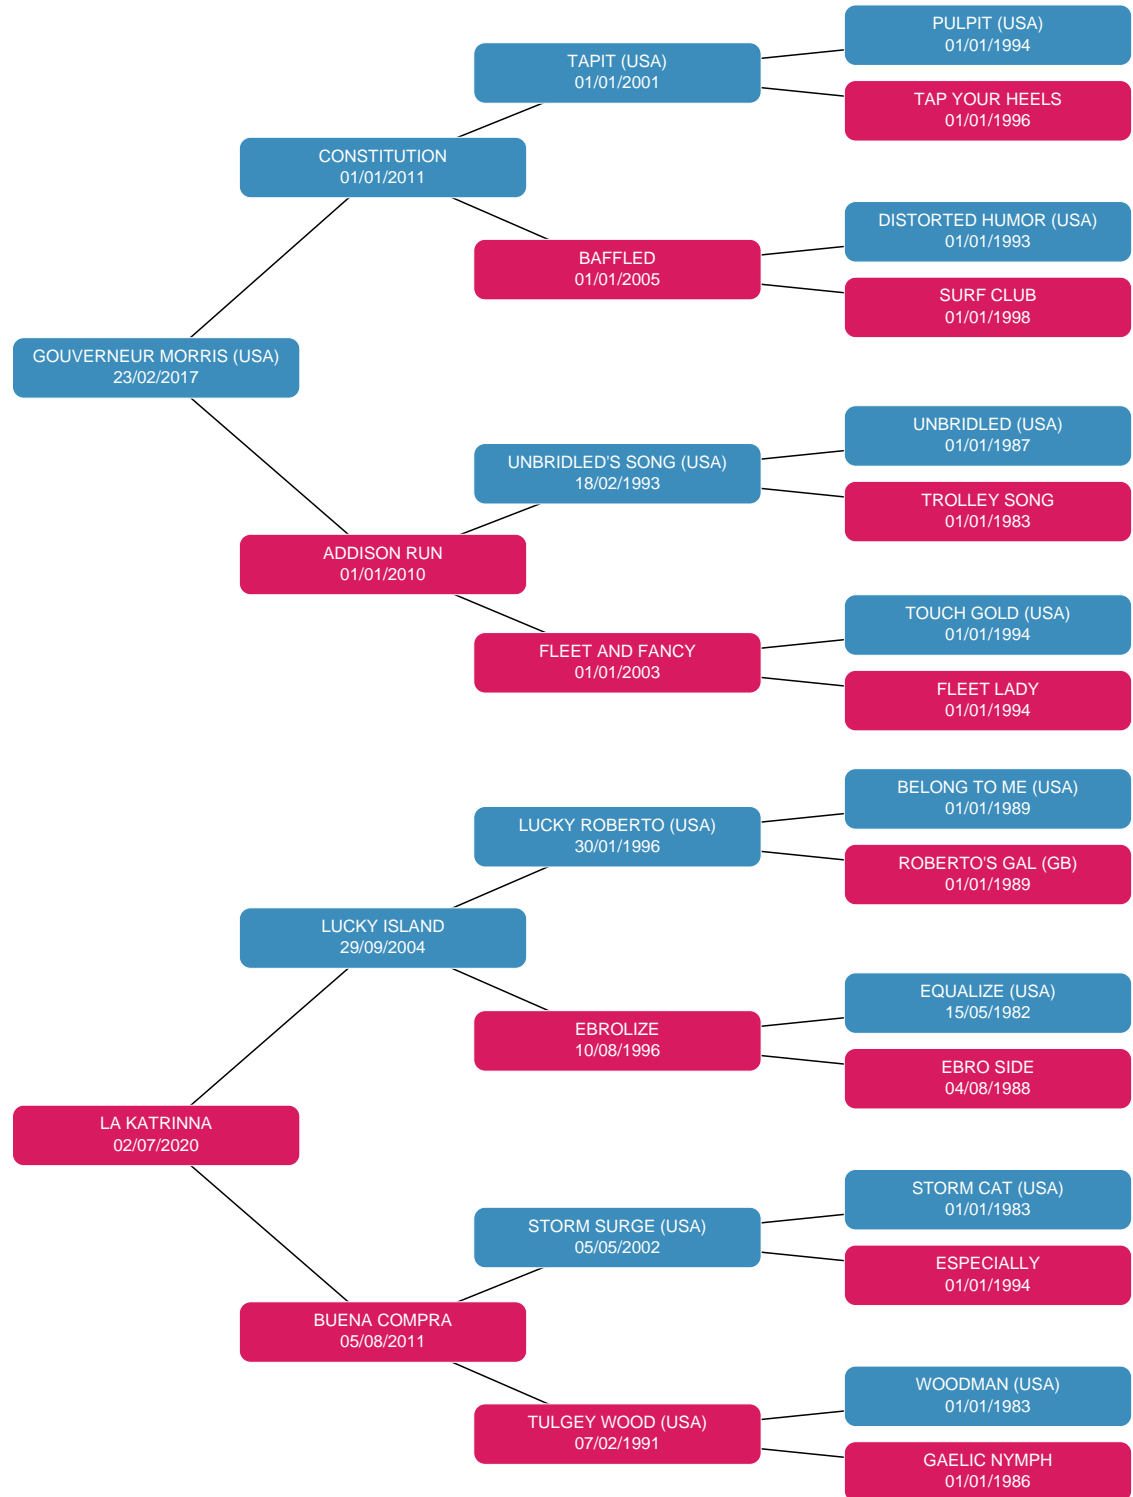 PULPIT (USA)
01/01/1994
TAPIT (USA)
01/01/2001
TAP YOUR HEELS
01/01/1996
CONSTITUTION
01/01/2011
DISTORTED HUMOR (USA)
01/01/1993
BAFFLED
01/01/2005
SURF CLUB
01/01/1998
GOUVERNEUR MORRIS (USA)
23/02/2017
UNBRIDLED (USA)
01/01/1987
UNBRIDLED'S SONG (USA)
18/02/1993
TROLLEY SONG
01/01/1983
ADDISON RUN
01/01/2010
TOUCH GOLD (USA)
01/01/1994
FLEET AND FANCY
01/01/2003
FLEET LADY
01/01/1994
BELONG TO ME (USA)
01/01/1989
LUCKY ROBERTO (USA)
30/01/1996
ROBERTO'S GAL (GB)
01/01/1989
LUCKY ISLAND
29/09/2004
EQUALIZE (USA)
15/05/1982
EBROLIZE
10/08/1996
EBRO SIDE
04/08/1988
LA KATRINNA
02/07/2020
STORM CAT (USA)
01/01/1983
STORM SURGE (USA)
05/05/2002
ESPECIALLY
01/01/1994
BUENA COMPRA
05/08/2011
WOODMAN (USA)
01/01/1983
TULGEY WOOD (USA)
07/02/1991
GAELIC NYMPH
01/01/1986